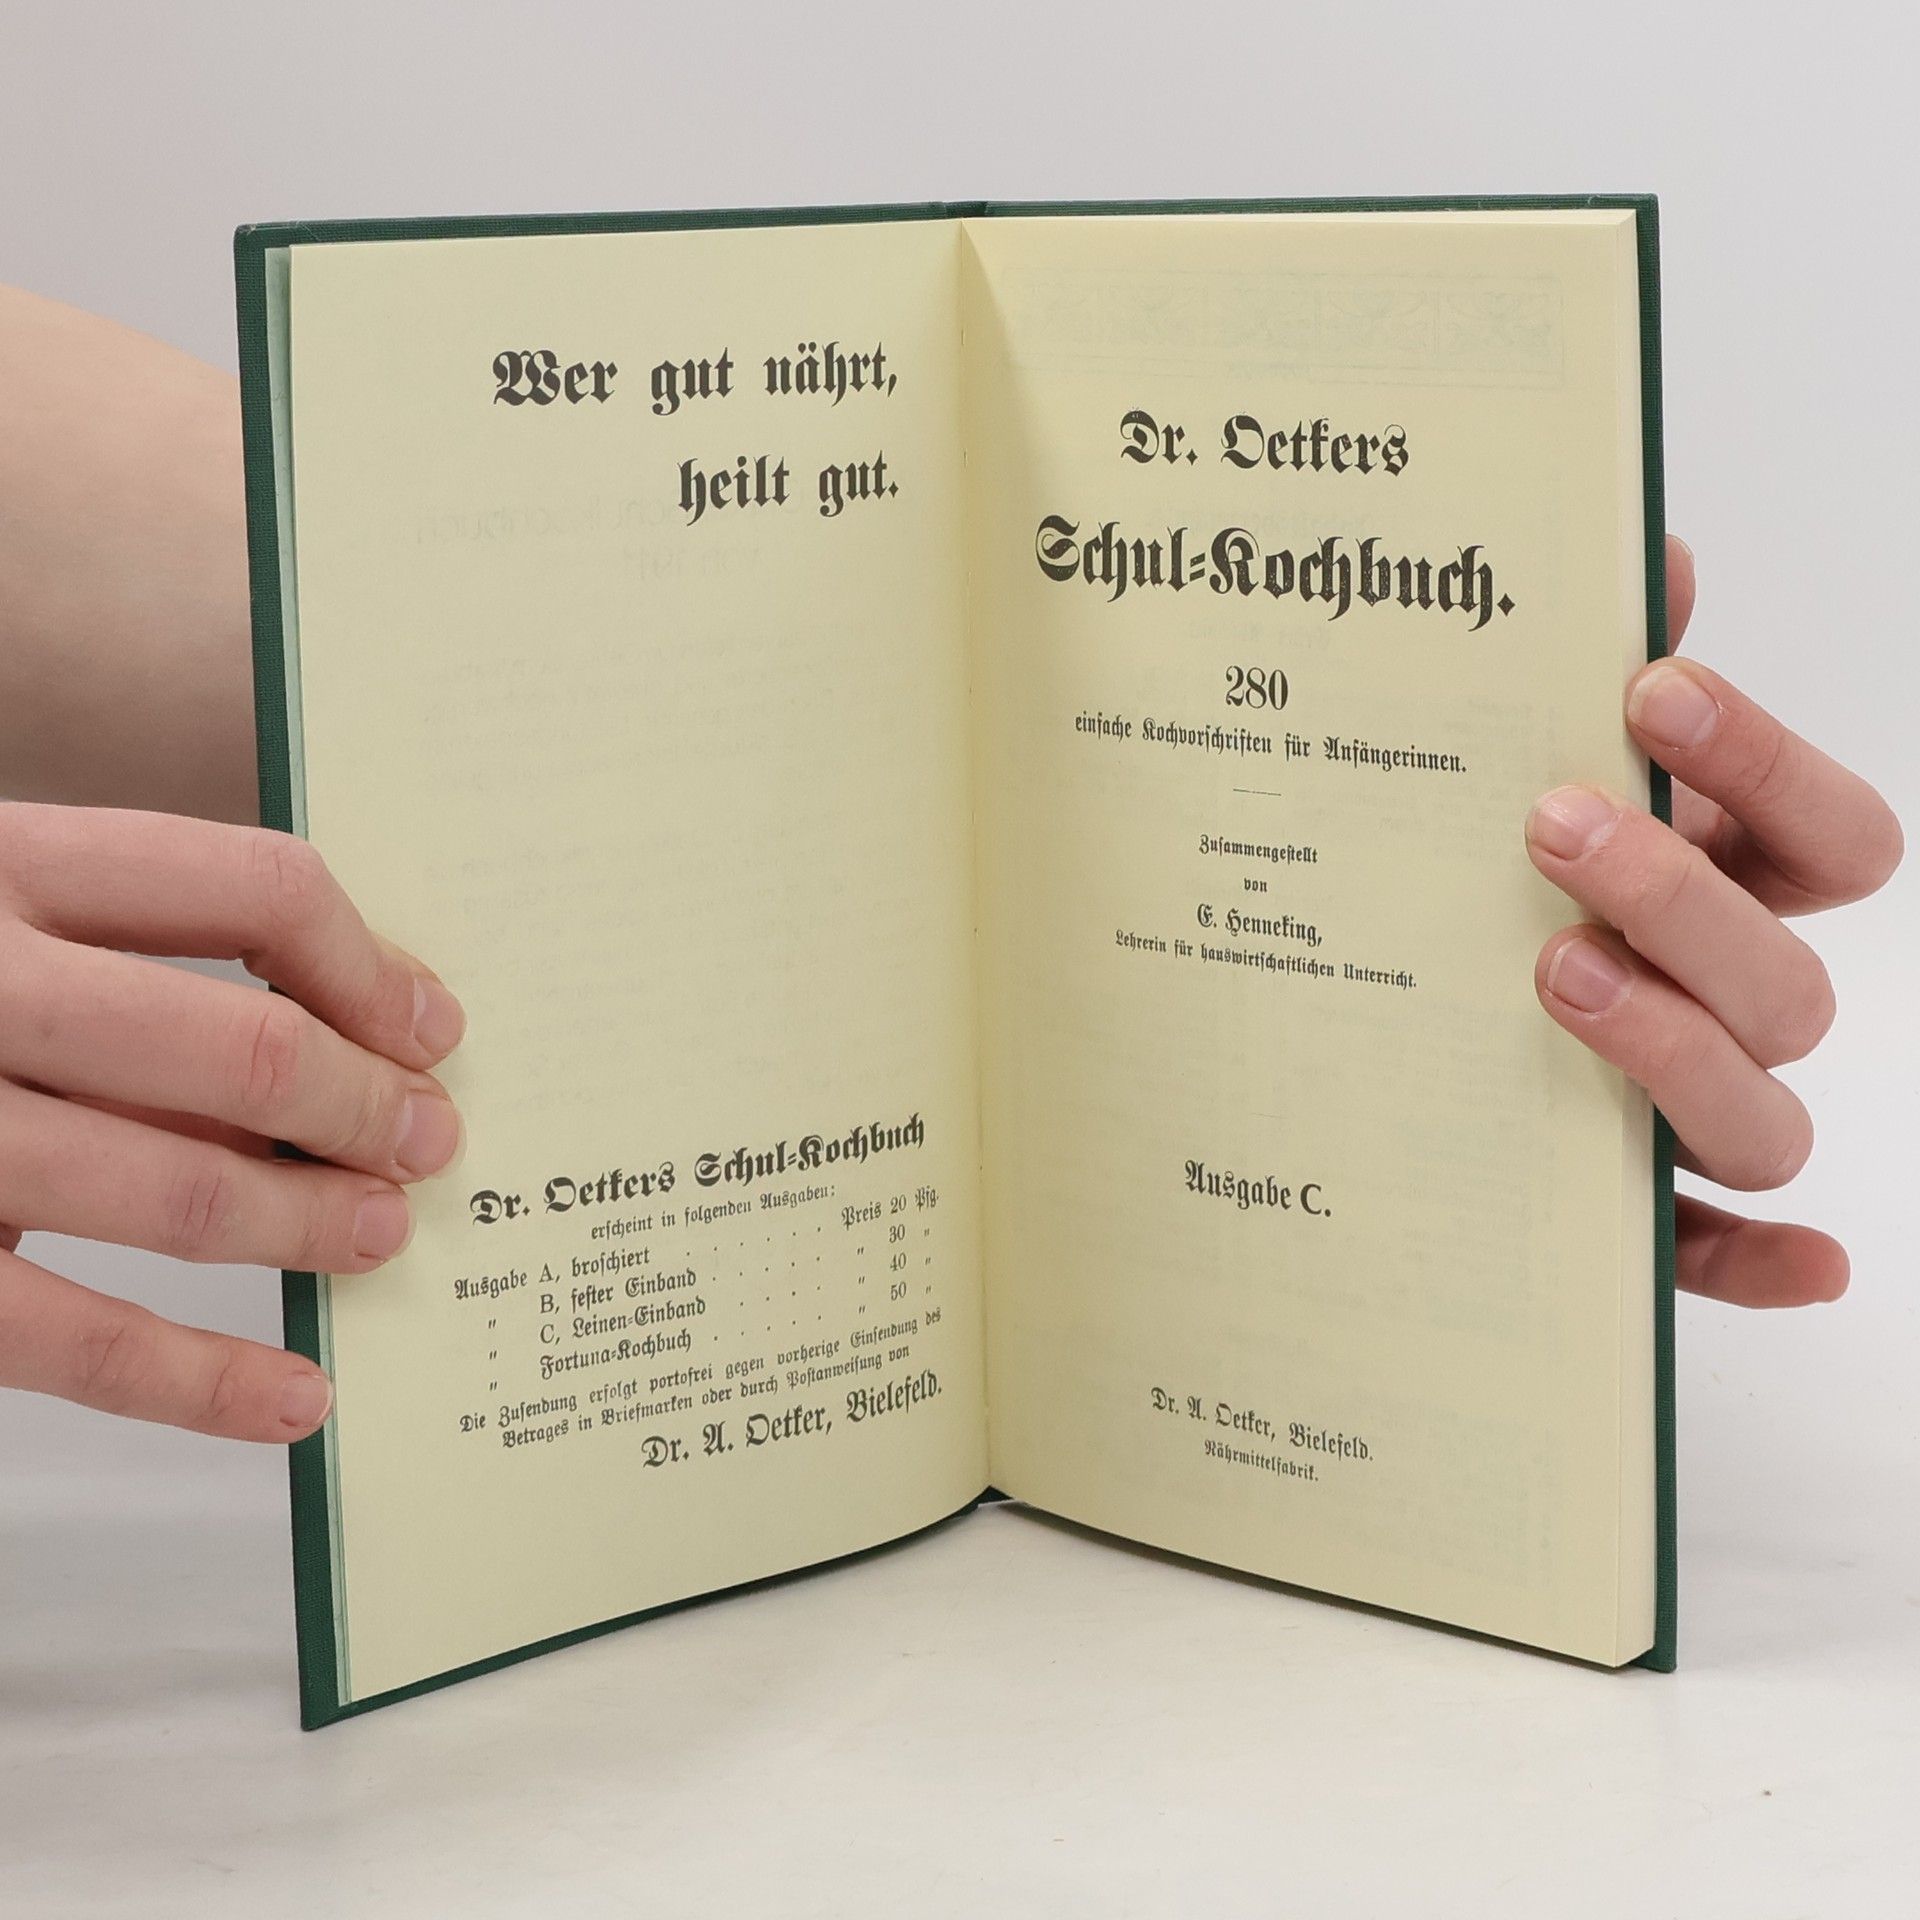 Wer gut nährt,
heilt gut.
Dr. Oetkers Schul-Kochbuch
erscheint in folgenden Ausgaben:
Ausgabe A, broschiert . . . . . . Preis 20 Pfg.
" B, fester Einband . . . . . " 30 "
" C, Leinen-Einband . . . . " 40 "
" Fortuna-Kochbuch . . . . . " 50 "
Die Zusendung erfolgt portofrei gegen vorherige Einsendung des
Betrages in Briefmarken oder durch Postanweisung von
Dr. A. Oetker, Bielefeld.
Dr. Oetkers
Schul-Kochbuch.
280
einfache Kochvorschriften für Anfängerinnen.
Zusammengestellt
von
E. Henneking,
Lehrerin für hauswirtschaftlichen Unterricht.
Ausgabe C.
Dr. A. Oetker, Bielefeld.
Nährmittelfabrik.